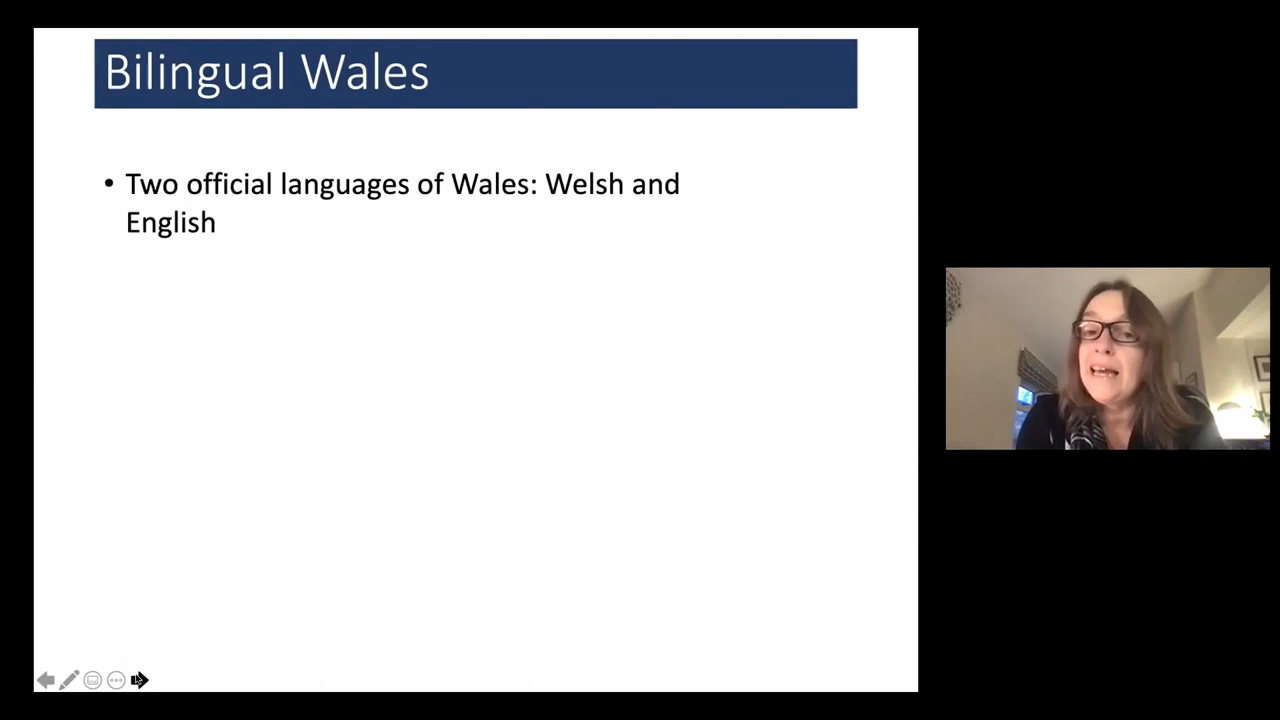 Bilingual Wales
• Two official languages of Wales: Welsh and
English